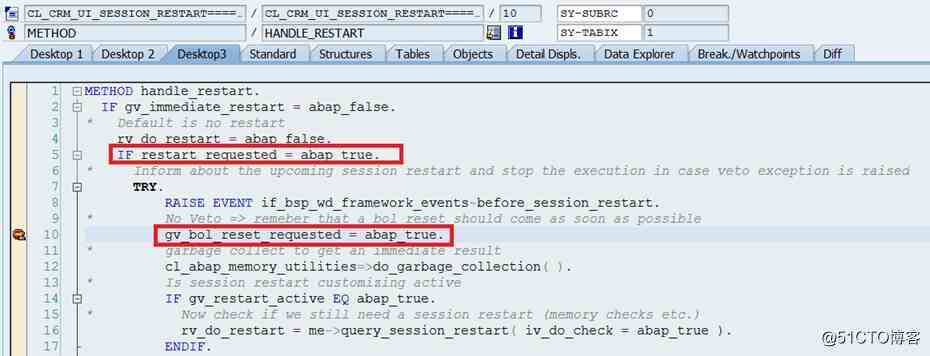 CL_CRM_UI_SESSION_RESTART==== / CL_CRM_UI_SESSION_RESTART==== / 10 SY-SUBRC 0
METHOD / HANDLE_RESTART SY-TABIX 1
Desktop 1 Desktop 2 Desktop3 Standard Structures Tables Objects Detail Displs. Data Explorer Break./Watchpoints Diff
1 METHOD handle_restart.
2 IF gv_immediate_restart = abap_false.
3 * Default is no restart
4 rv_do_restart = abap_false.
5 IF restart_requested = abap_true.
6 * Inform about the upcoming session restart and stop the execution in case veto exception is raised
7 TRY.
8 RAISE EVENT if_bsp_wd_framework_events~before_session_restart.
9 * No Veto => remeber that a bol reset should come as soon as possible
10 gv_bol_reset_requested = abap_true.
11 * garbage collect to get an immediate result
12 cl_abap_memory_utilities=>do_garbage_collection( ).
13 * Is session restart customizing active
14 IF gv_restart_active EQ abap_true.
15 * Now check if we still need a session restart (memory checks etc.)
16 rv_do_restart = me->query_session_restart( iv_do_check = abap_true ).
17 ENDIF.
@51CTO博客